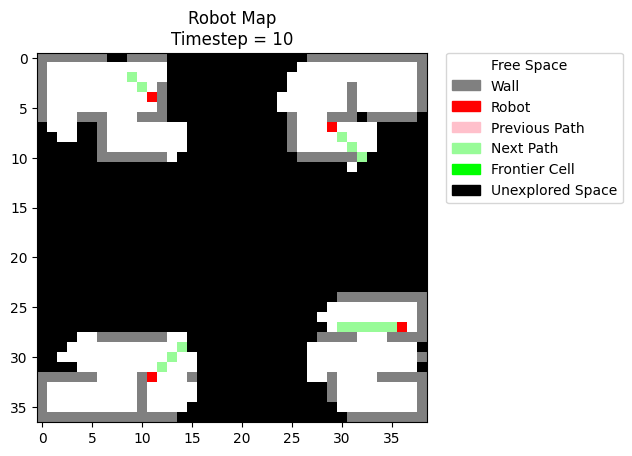 Robot Map
Timestep = 10
0
5
10
15
20
25
30
35
0
5
10
15
20
25
30
35
Free Space
Wall
Robot
Previous Path
Next Path
Frontier Cell
Unexplored Space